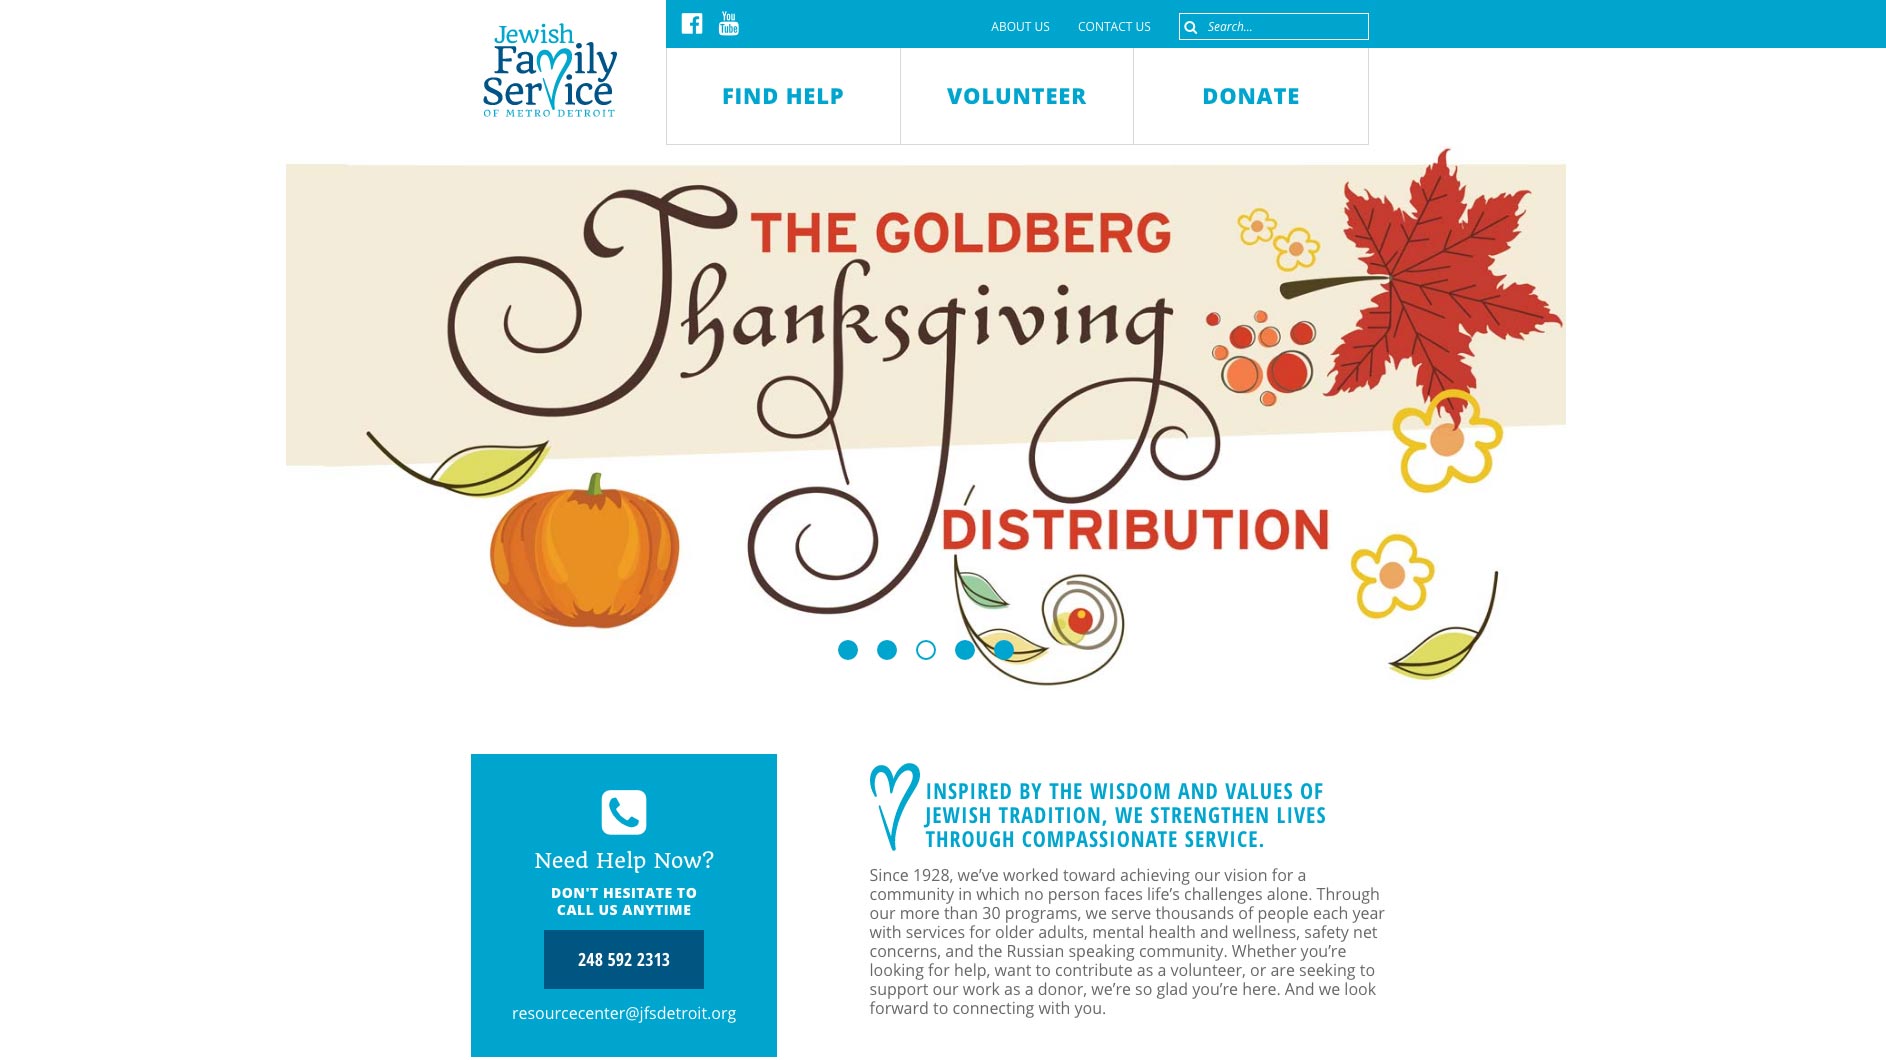 Jewish
Family
Service
OF METRO DETROIT
You
Tube
ABOUT US
CONTACT US
Search...
FIND HELP
VOLUNTEER
DONATE
THE GOLDBERG
Thanksgiving
DISTRIBUTION
Need Help Now?
DON'T HESITATE TO
CALL US ANYTIME
248 592 2313
resourcecenter@jfsdetroit.org
INSPIRED BY THE WISDOM AND VALUES OF
JEWISH TRADITION, WE STRENGTHEN LIVES
THROUGH COMPASSIONATE SERVICE.
Since 1928, we’ve worked toward achieving our vision for a
community in which no person faces life’s challenges alone. Through
our more than 30 programs, we serve thousands of people each year
with services for older adults, mental health and wellness, safety net
concerns, and the Russian speaking community. Whether you’re
looking for help, want to contribute as a volunteer, or are seeking to
support our work as a donor, we’re so glad you’re here. And we look
forward to connecting with you.